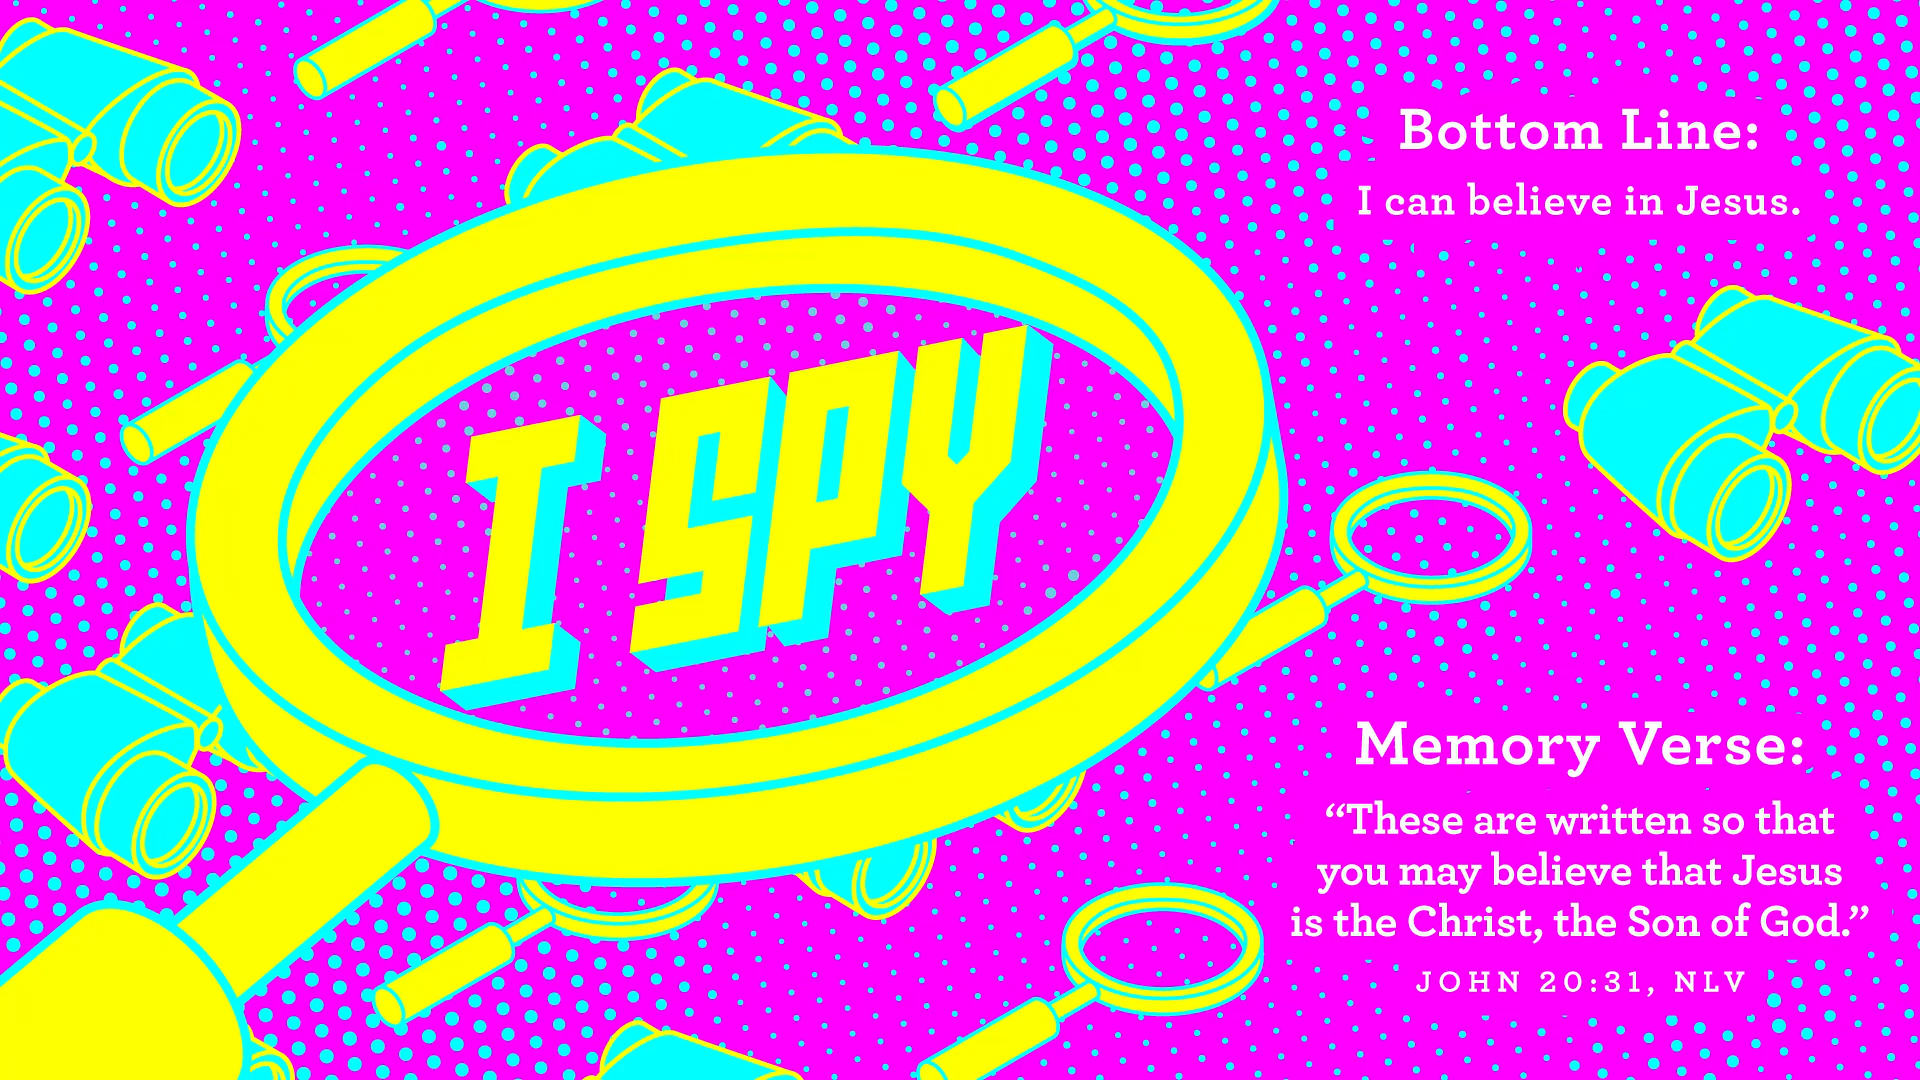 I SPY
Bottom Line:
I can believe in Jesus.
Memory Verse:
“These are written so that
you may believe that Jesus
is the Christ, the Son of God.”
JOHN 20:31, NLV